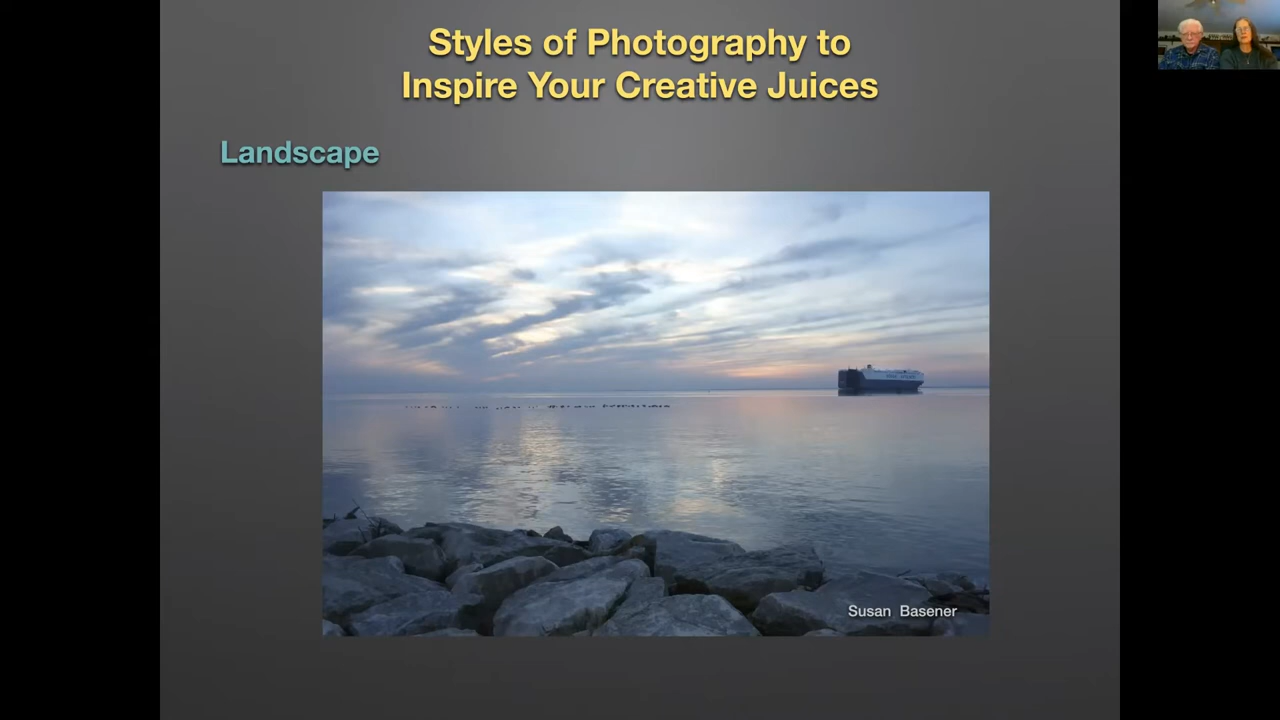 Styles of Photography to
Inspire Your Creative Juices
Landscape
Susan Basener